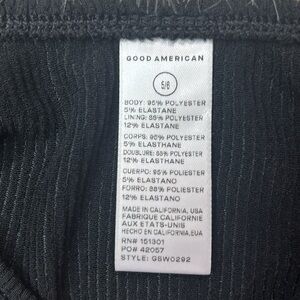 GOOD AMERICAN
5/6
BODY: 95% POLYESTER
5% ELASTANE
LINING: 88% POLYESTER
12% ELASTANE
CORPS: 95% POLYESTER
5% ELASTHANE
DOUBLURE: 88% POLYESTER
12% ELASTHANE
CUERPO: 95% POLIESTER
5% ELASTANO
FORRO: 88% POLIESTER
12% ELASTANO
MADE IN CALIFORNIA, USA
FABRIQUE CALIFORNIE
AUX ETATS-UNIS
HECHO EN CALIFORNIA,EUA
RN# 151301
PO# 42057
STYLE: GSW0292